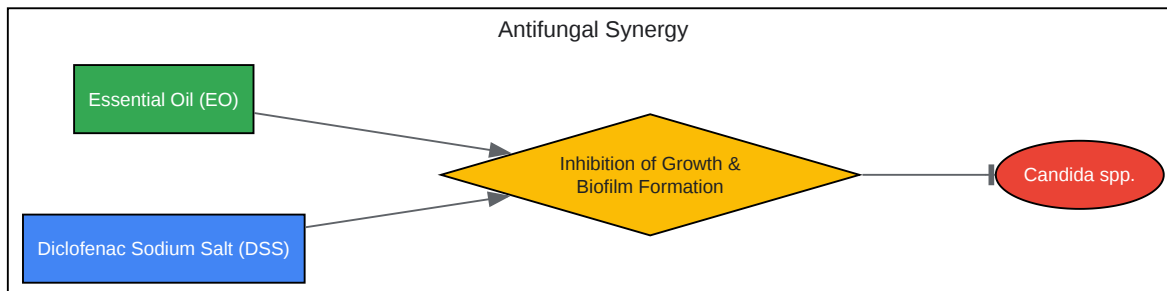 Antifungal Synergy
Essential Oil (EO)
Inhibition of Growth &
Biofilm Formation
Candida spp.
Diclofenac Sodium Salt (DSS)